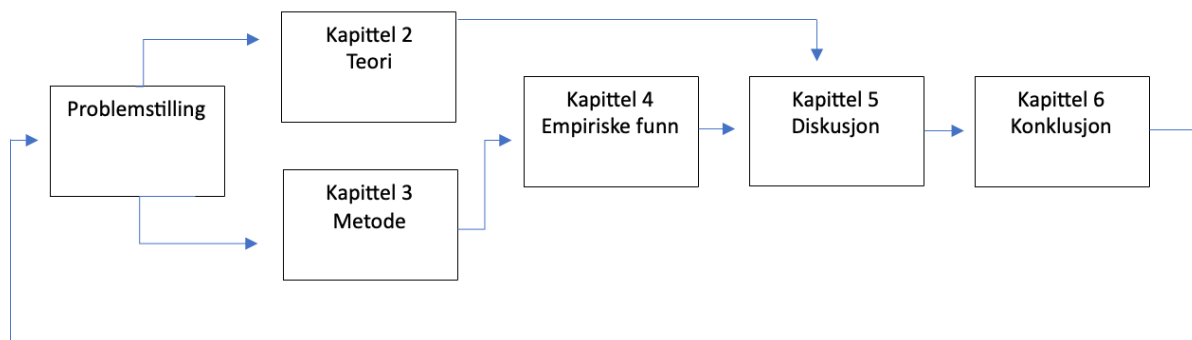 Problemstilling
Kapittel 2
Teori
Kapittel 3
Metode
Kapittel 4
Empiriske funn
Kapittel 5
Diskusjon
Kapittel 6
Konklusjon